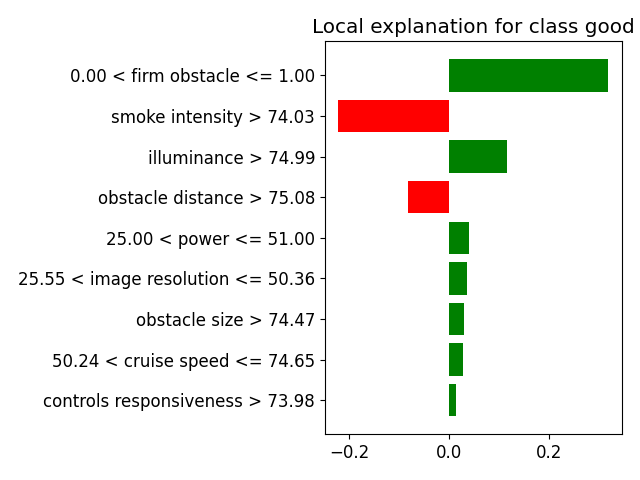 Local explanation for class good
0.00 < firm obstacle <= 1.00
smoke intensity > 74.03
illuminance > 74.99
obstacle distance > 75.08
25.00 < power <= 51.00
25.55 < image resolution <= 50.36
obstacle size > 74.47
50.24 < cruise speed <= 74.65
controls responsiveness > 73.98
−0.2 0.0 0.2